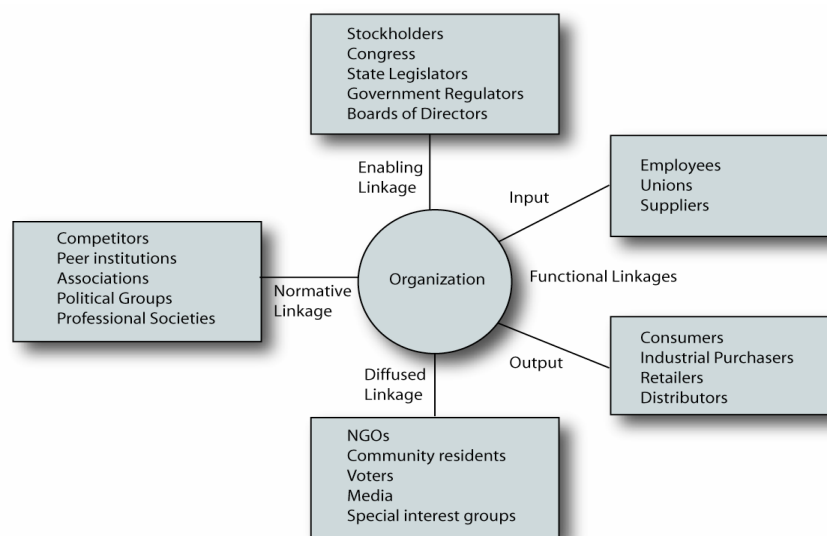 Stockholders
Congress
State Legislators
Government Regulators
Boards of Directors
Enabling
Linkage
Employees
Unions
Suppliers
Input
Competitors
Peer institutions
Associations
Political Groups
Professional Societies
Normative
Linkage
Organization
Functional Linkages
Consumers
Industrial Purchasers
Retailers
Distributors
Output
Diffused
Linkage
NGOs
Community residents
Voters
Media
Special interest groups